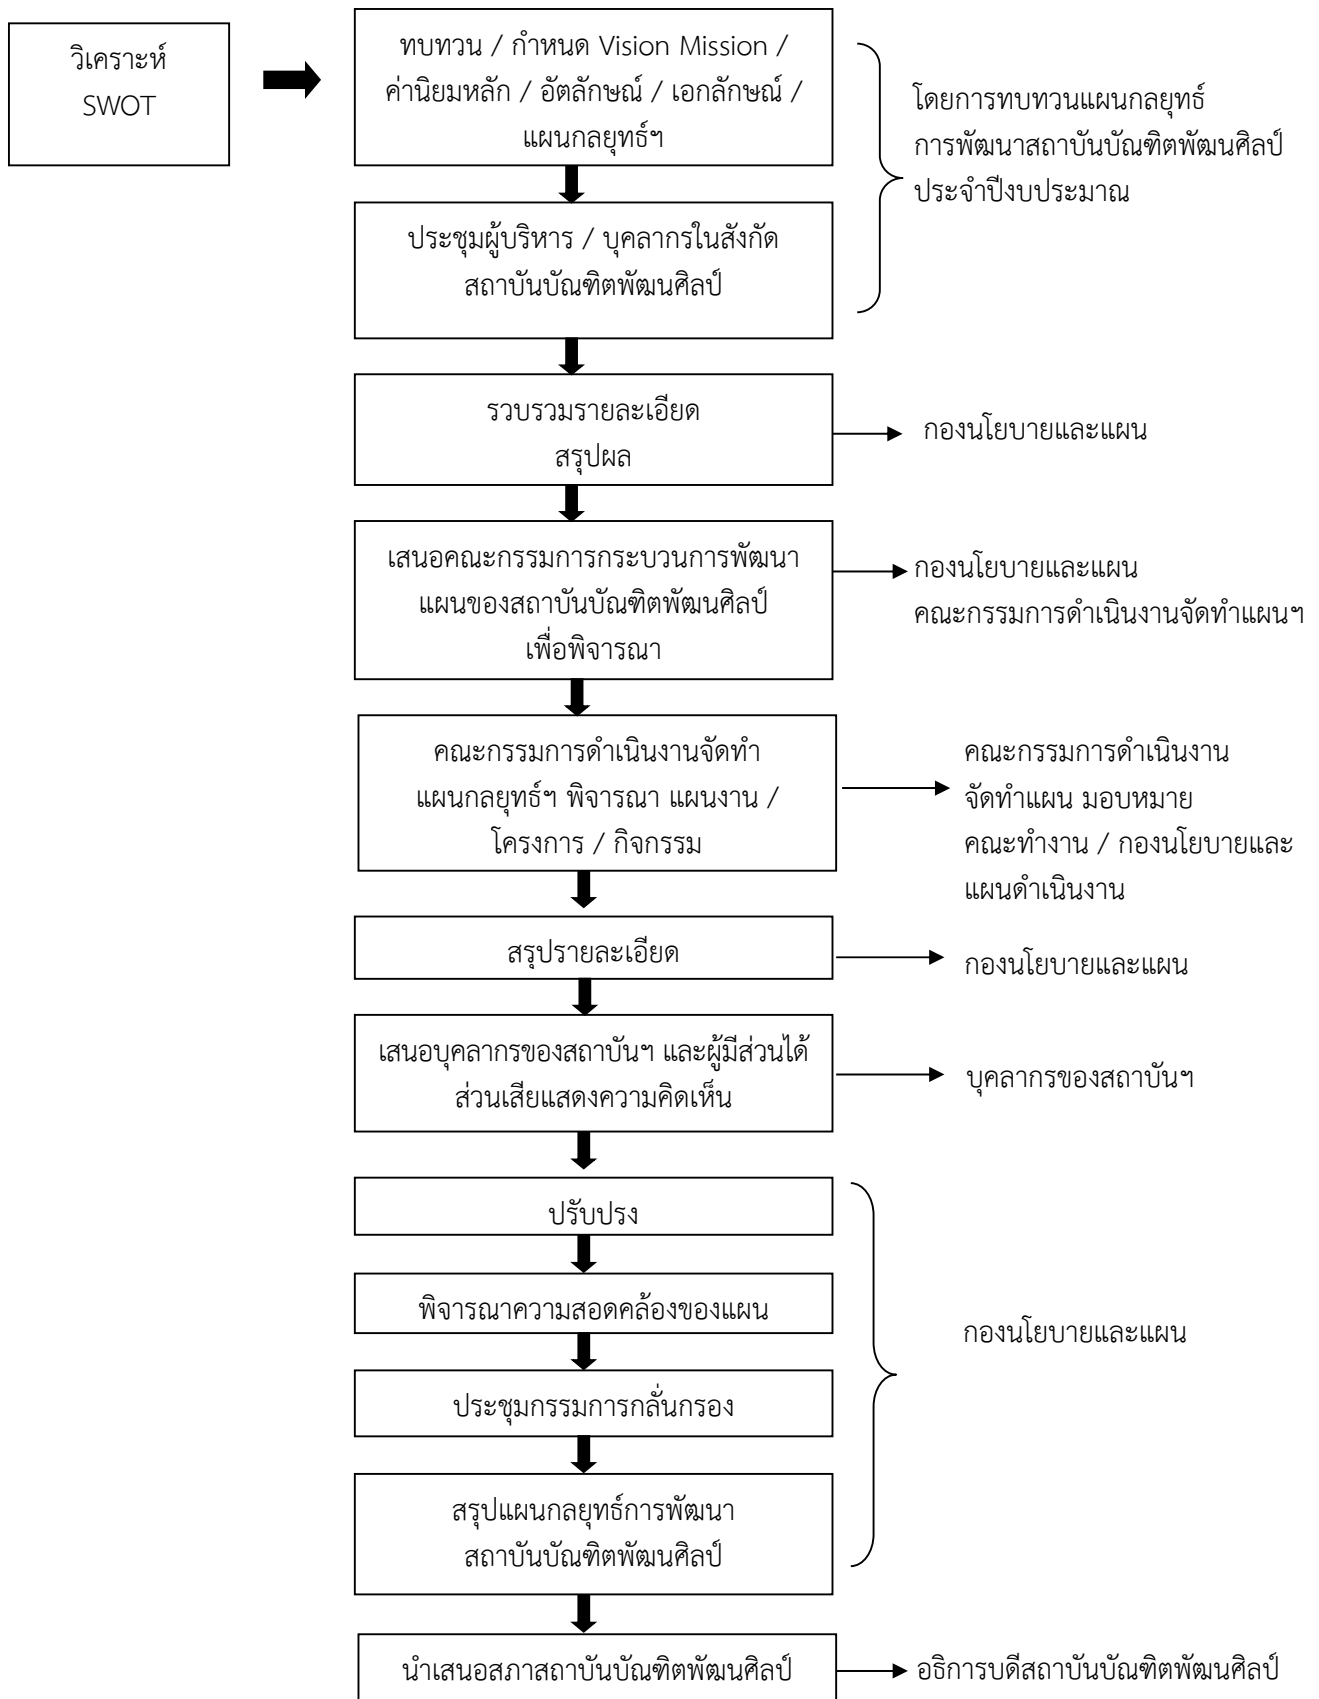 วิเคราะห์
SWOT
ทบทวน / กำหนด Vision Mission /
ค่านิยมหลัก / อัตลักษณ์ / เอกลักษณ์ /
แผนกลยุทธ์ฯ
โดยการทบทวนแผนกลยุทธ์
การพัฒนาสถาบันบัณฑิตพัฒนศิลป์
ประจำปีงบประมาณ
ประชุมผู้บริหาร / บุคลากรในสังกัด
สถาบันบัณฑิตพัฒนศิลป์
รวบรวมรายละเอียด
สรุปผล
กองนโยบายและแผน
เสนอคณะกรรมการกระบวนการพัฒนา
แผนของสถาบันบัณฑิตพัฒนศิลป์
เพื่อพิจารณา
กองนโยบายและแผน
คณะกรรมการดำเนินงานจัดทำแผนฯ
คณะกรรมการดำเนินงานจัดทำ
แผนกลยุทธ์ฯ พิจารณา แผนงาน /
โครงการ / กิจกรรม
คณะกรรมการดำเนินงาน
จัดทำแผน มอบหมาย
คณะทำงาน / กองนโยบายและ
แผนดำเนินงาน
สรุปรายละเอียด
กองนโยบายและแผน
เสนอบุคลากรของสถาบันฯ และผู้มีส่วนได้
ส่วนเสียแสดงความคิดเห็น
บุคลากรของสถาบันฯ
ปรับปรง
พิจารณาความสอดคล้องของแผน
ประชุมกรรมการกลั่นกรอง
สรุปแผนกลยุทธ์การพัฒนา
สถาบันบัณฑิตพัฒนศิลป์
กองนโยบายและแผน
นำเสนอสภาสถาบันบัณฑิตพัฒนศิลป์
อธิการบดีสถาบันบัณฑิตพัฒนศิลป์